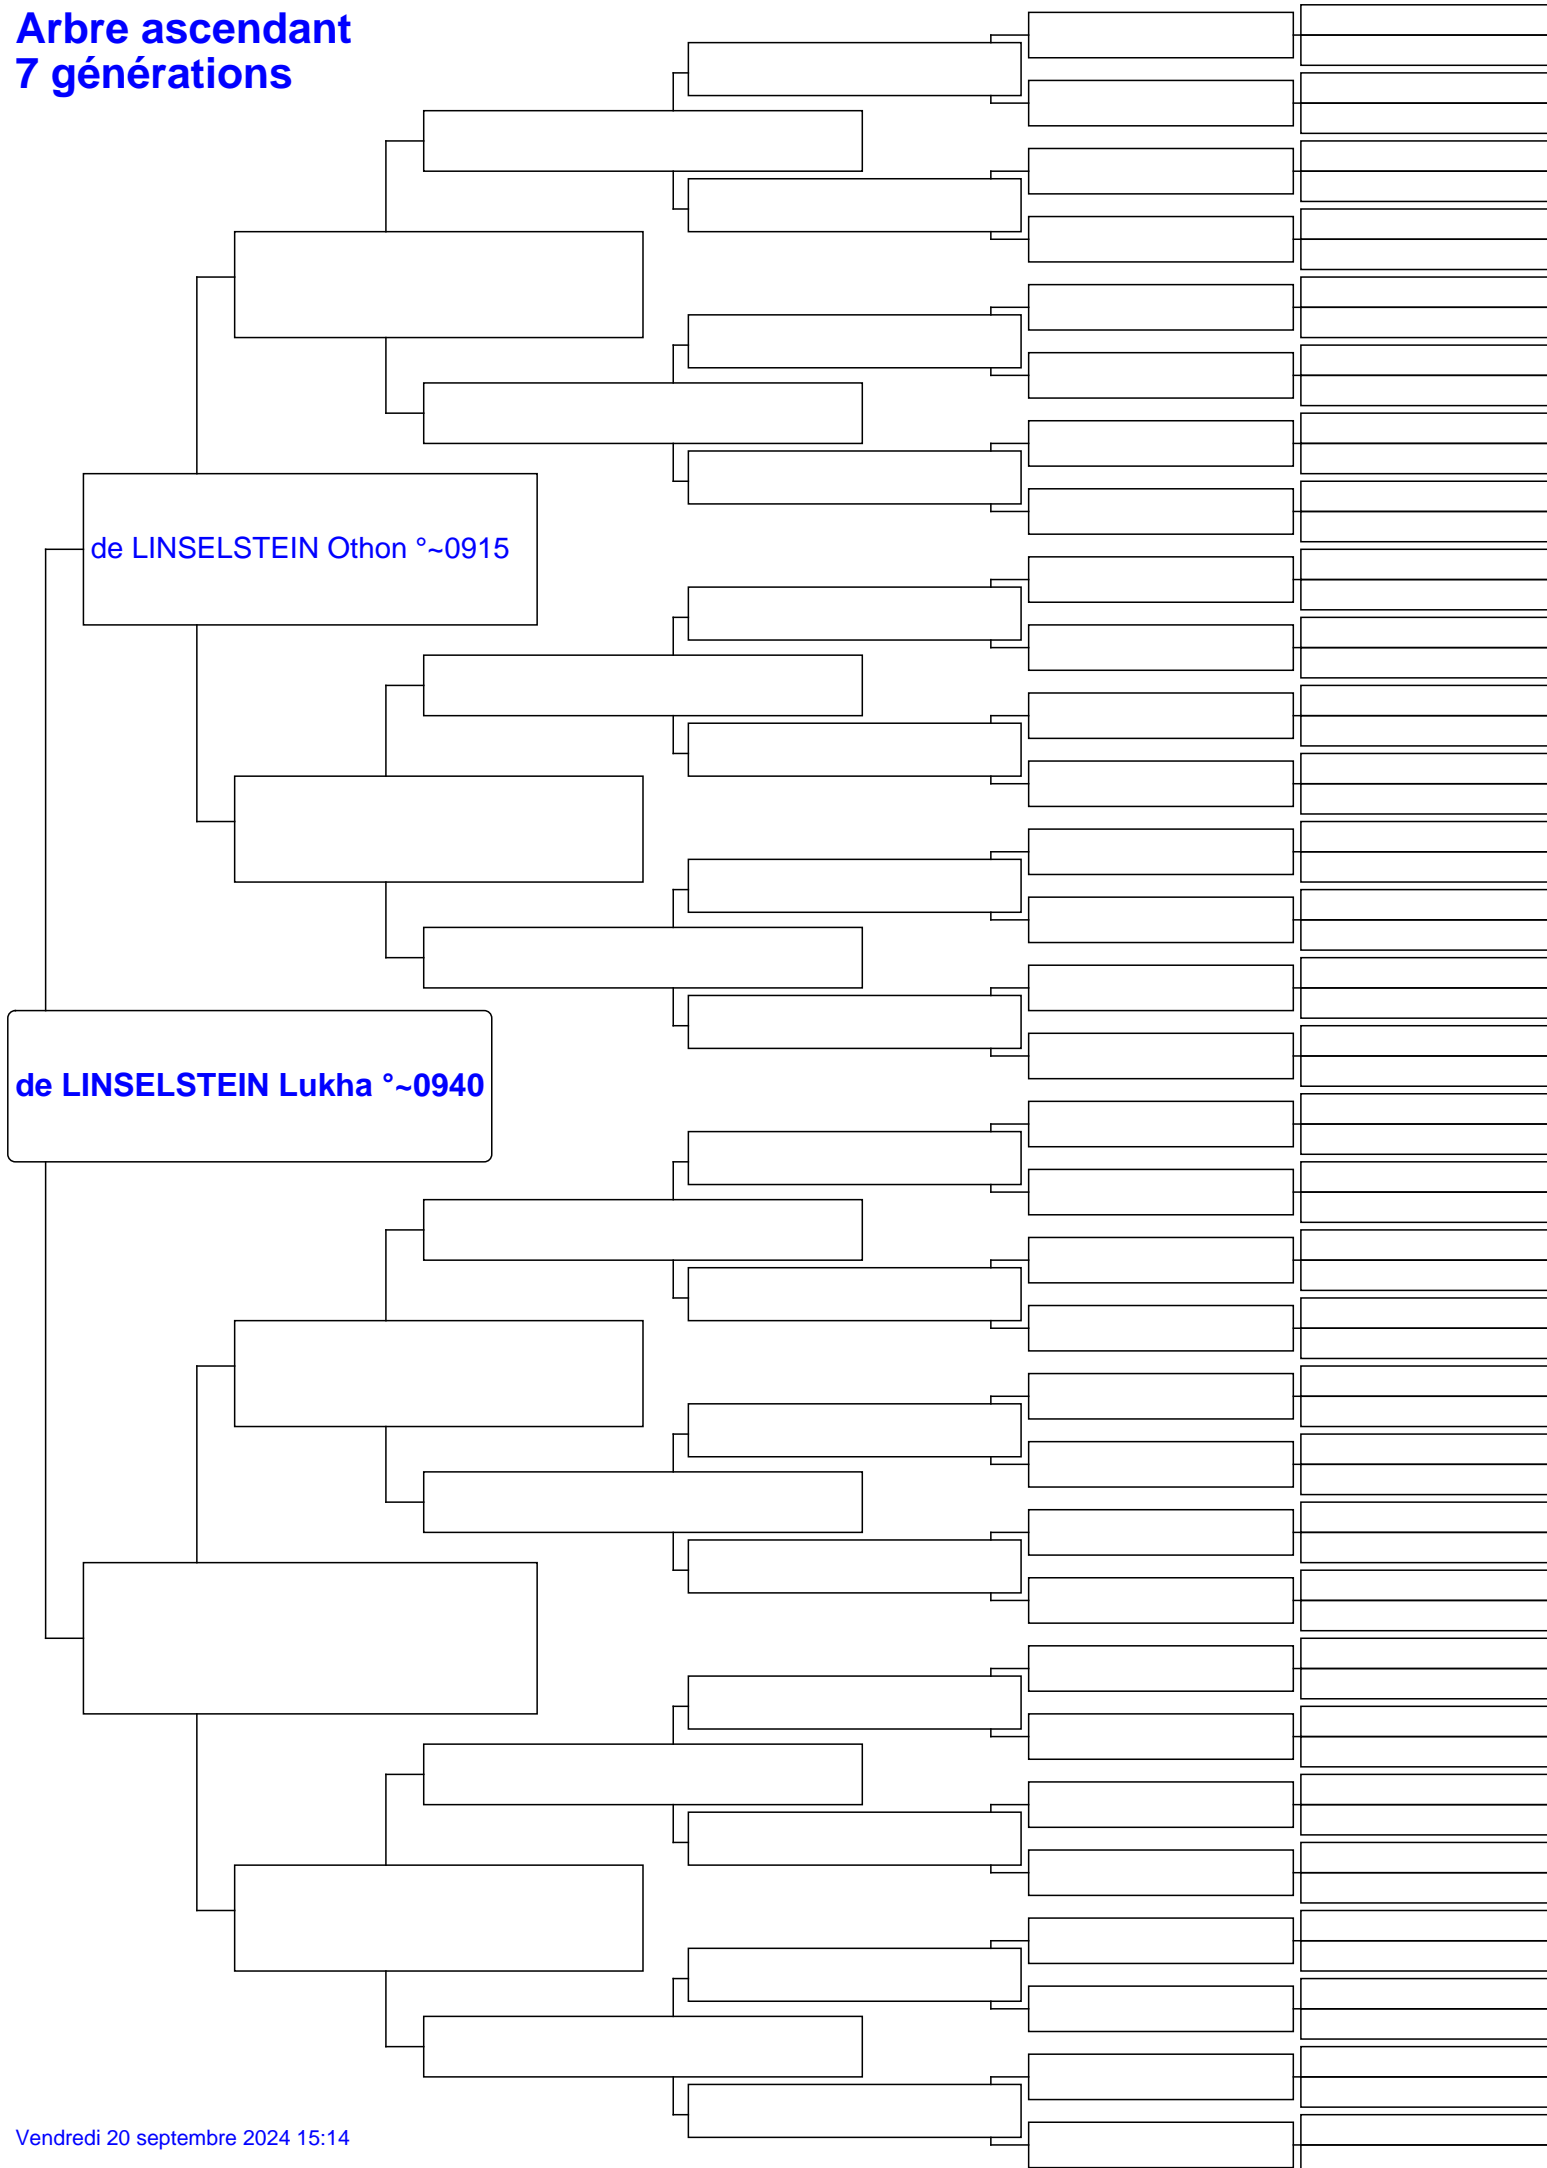 Arbre ascendant
7 générations
de LINSELSTEIN Othon °~0915
de LINSELSTEIN Lukha °~0940
Vendredi 20 septembre 2024 15:14